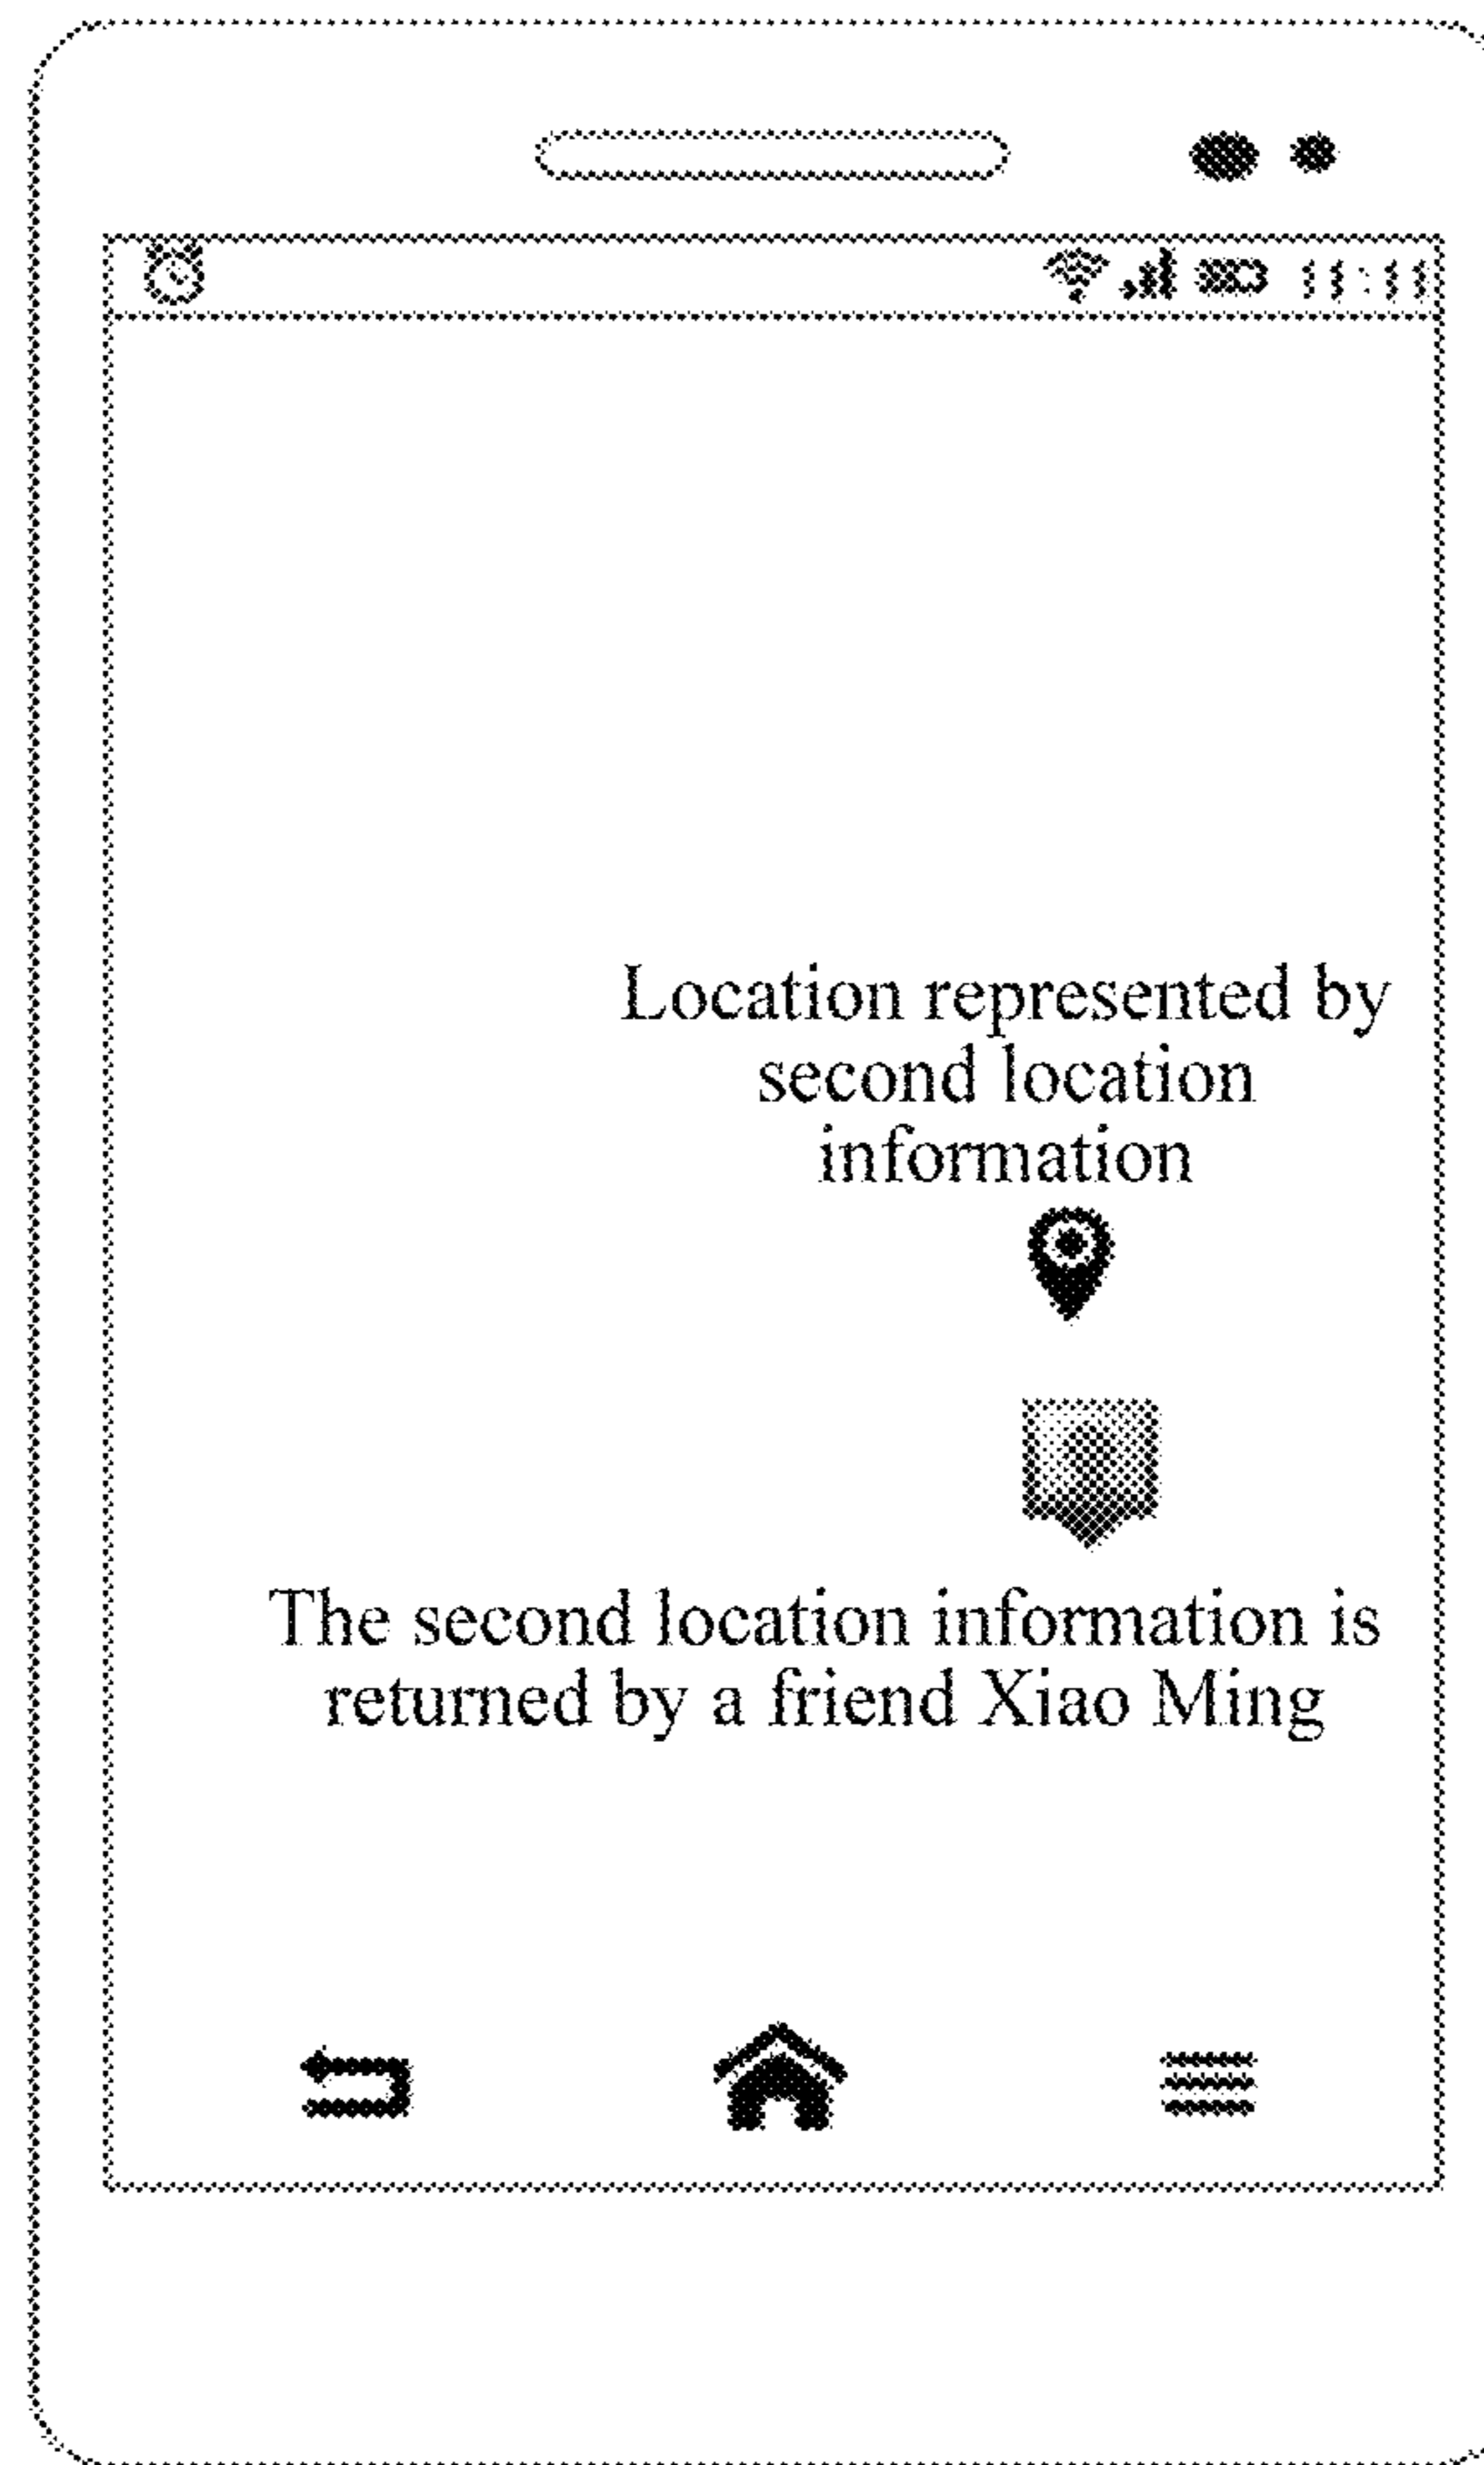 11:11
Location represented by
second location
information
The second location information is
returned by a friend Xiao Ming